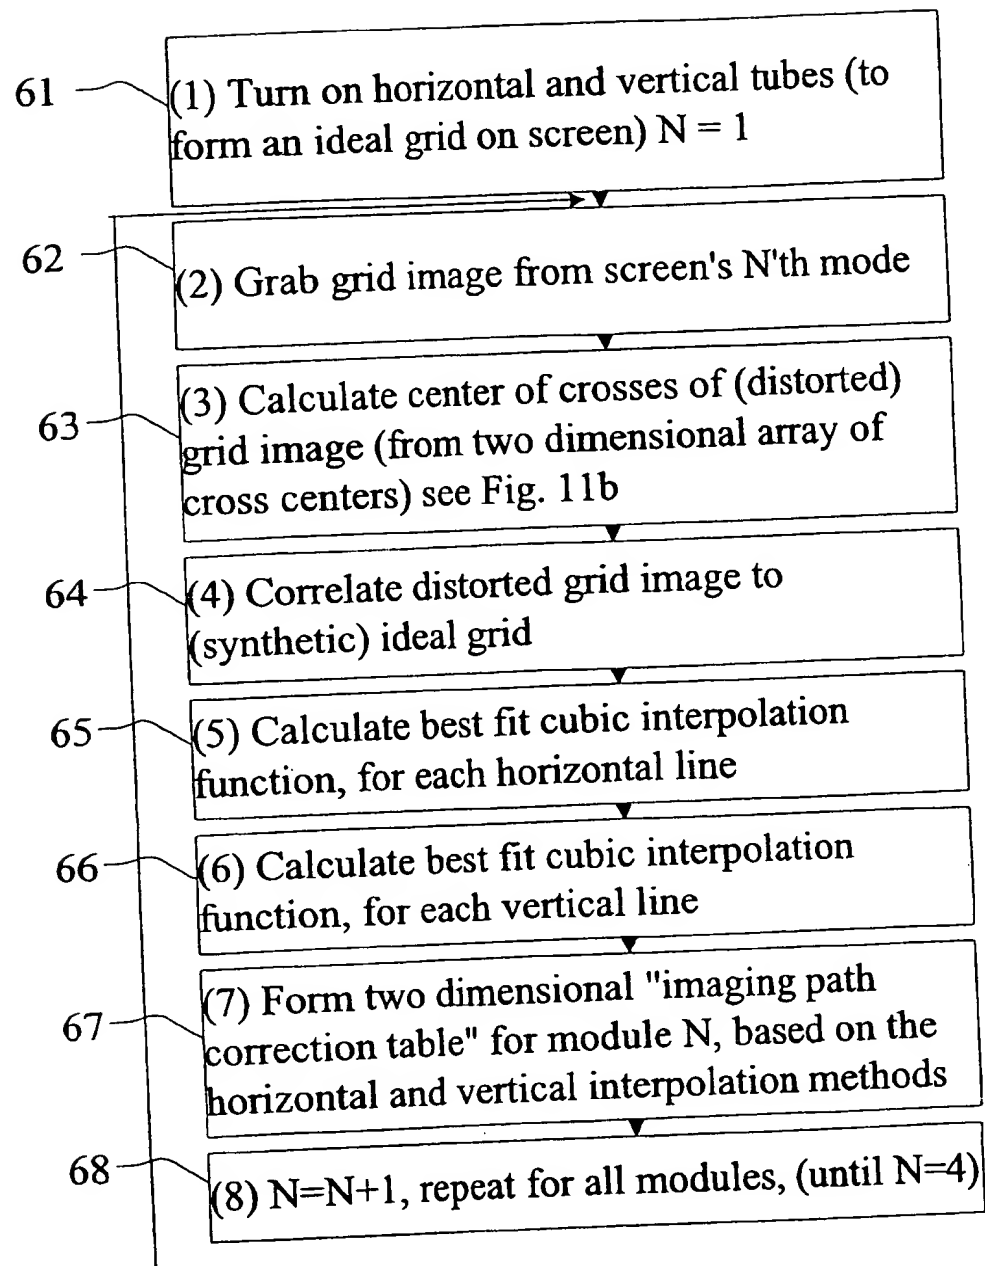 61
(1) Turn on horizontal and vertical tubes (to
form an ideal grid on screen) N = 1
62
(2) Grab grid image from screen's N'th mode
63
(3) Calculate center of crosses of (distorted)
grid image (from two dimensional array of
cross centers) see Fig. 11b
64
(4) Correlate distorted grid image to
(synthetic) ideal grid
65
(5) Calculate best fit cubic interpolation
function, for each horizontal line
66
(6) Calculate best fit cubic interpolation
function, for each vertical line
67
(7) Form two dimensional "imaging path
correction table" for module N, based on the
horizontal and vertical interpolation methods
68
(8) N=N+1, repeat for all modules, (until N=4)